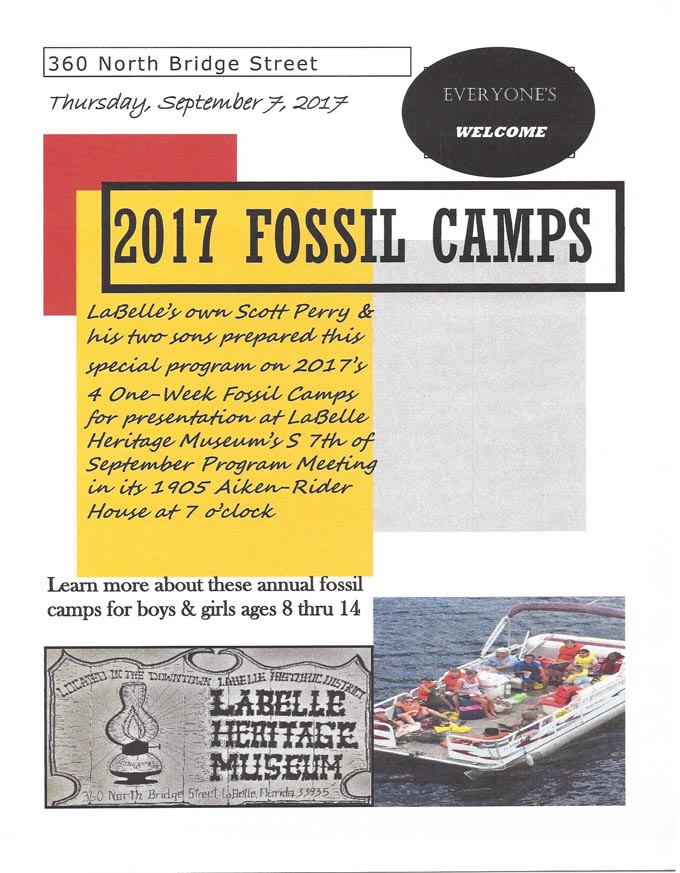 360 North Bridge Street
Thursday, September 7, 2017
EVERYONE'S
WELCOME
2017 FOSSIL CAMPS
LaBelle's own Scott Perry &
his two sons prepared this
special program on 2017's
4 One-Week Fossil Camps
for presentation at LaBelle
Heritage Museum's S 7th of
September Program Meeting
in its 1905 Aiken-Rider
House at 7 o'clock
Learn more about these annual fossil
camps for boys & girls ages 8 thru 14
LOCATED IN THE DOWNTOWN LABELLE HISTORIC DISTRICT
LABELLE
HERITAGE
MUSEUM
360 North Bridge Street LaBelle, Florida 33935